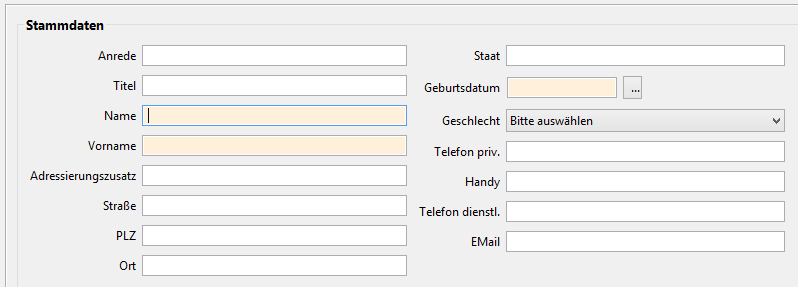 Stammdaten
Anrede
Titel
Name
Vorname
Adressierungszusatz
Straße
PLZ
Ort
Staat
Geburtsdatum ...
Geschlecht Bitte auswählen
Telefon priv.
Handy
Telefon dienstl.
EMail